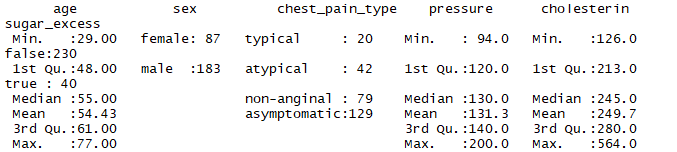 age sex chest_pain_type pressure cholesterin
sugar_excess
Min. :29.00 female: 87 typical : 20 Min. : 94.0 Min. :126.0
false:230
1st Qu.:48.00 male :183 atypical : 42 1st Qu.:120.0 1st Qu.:213.0
true : 40
Median :55.00 non-anginal : 79 Median :130.0 Median :245.0
Mean :54.43 asymptomatic:129 Mean :131.3 Mean :249.7
3rd Qu.:61.00 3rd Qu.:140.0 3rd Qu.:280.0
Max. :77.00 Max. :200.0 Max. :564.0